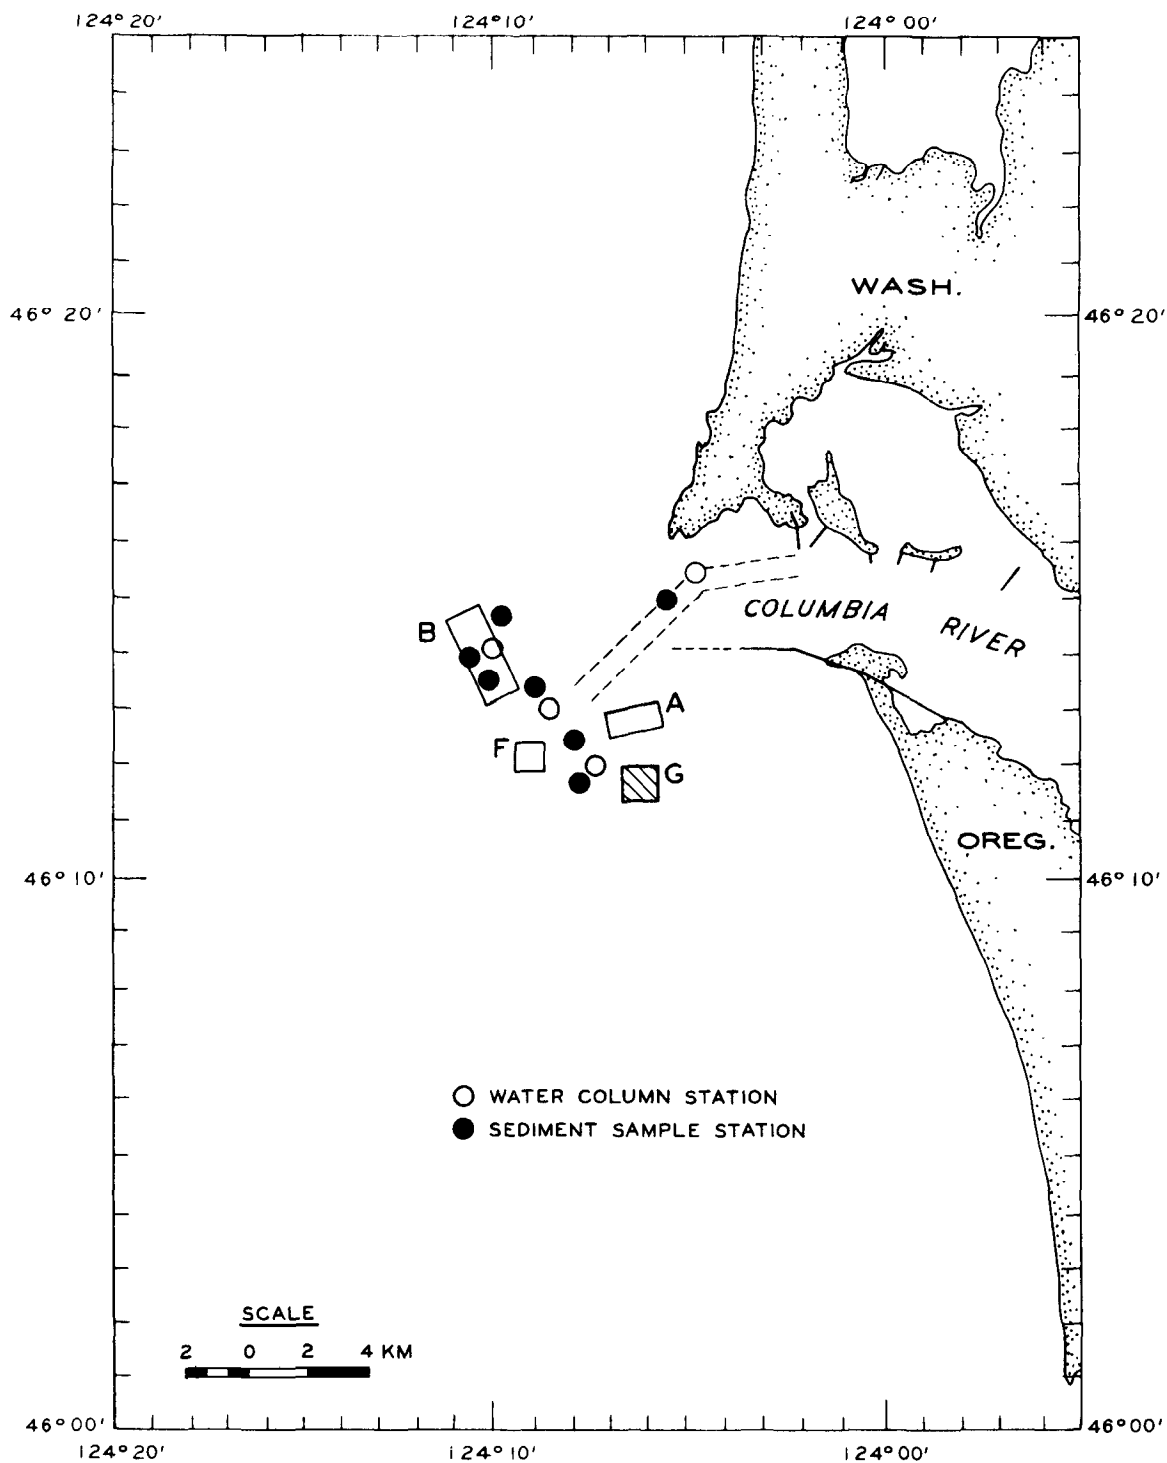 124° 20' 124° 10' 124° 00'
WASH.
46° 20' 46° 20'
COLUMBIA
RIVER
B
A
F
G
OREG.
46° 10' 46° 10'
WATER COLUMN STATION
SEDIMENT SAMPLE STATION
SCALE
2 0 2 4 KM
46° 00' 46° 00'
124° 20' 124° 10' 124° 00'